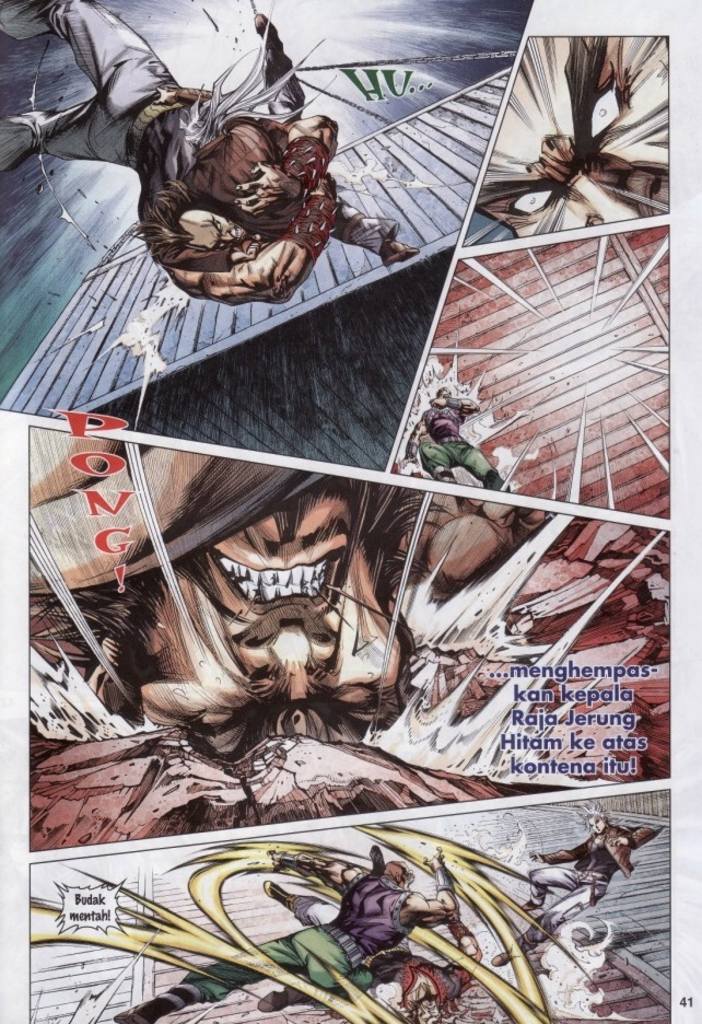 HU...
PONG!
...menghempas-
kan kepala
Raja Jerung
Hitam ke atas
kontena itu!
Budak
mentah!
41